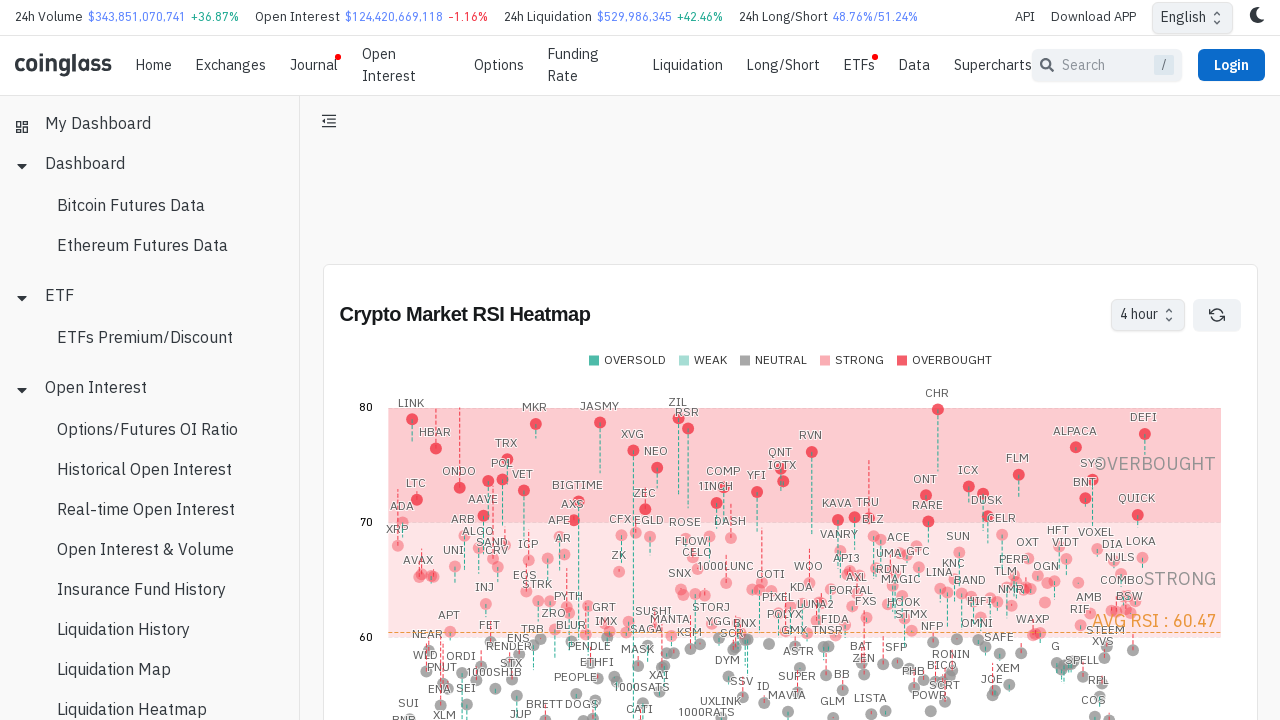 24h Volume $343,851,070,741 +36.87% Open Interest $124,420,669,118 -1.16% 24h Liquidation $529,986,345 +42.46% 24h Long/Short 48.76%/51.24% API Download APP English
coinglass Home Exchanges Journal Open Interest Options Funding Rate Liquidation Long/Short ETFs Data Supercharts Search / Login
My Dashboard
Dashboard
Bitcoin Futures Data
Ethereum Futures Data
ETF
ETFs Premium/Discount
Open Interest
Options/Futures OI Ratio
Historical Open Interest
Real-time Open Interest
Open Interest & Volume
Insurance Fund History
Liquidation History
Liquidation Map
Liquidation Heatmap
Crypto Market RSI Heatmap
4 hour
OVERSOLD WEAK NEUTRAL STRONG OVERBOUGHT
CHR
80 LINK MKR JASMY ZIL
RSR DEFI
HBAR XVG RVN ALPACA
TRX NEO QNT
POL VET ONDO COMP IOTX YFI ICX FLM SYS OVERBOUGHT
LTC BIGTIME 1INCH ONT BNT
AAVE AXS ZEC KAVA TRU RARE DUSK QUICK
ADA
70 ARB APE CFX EGLD ROSE DASH BLZ CELR
XRP ALGO AR VANRY ACE SUN HFT VOXEL
UNI SAND CRV ICP ZK FLOW CELO API3 UMA GTC OXT VIDT DIA LOKA
AVAX EOS SNX 1000LUNC COTI WOO AXL RDNT KNC PERP OGN NULS STRONG
INJ STRK KDA PORTAL MAGIC LINA BAND TLM COMBO
APT ZRO PYTH GRT SUSHI STORJ PIXEL LUNA2 FXS HOOK HIFI NMR AMB BSW
FET BLUR IMX MANTA YGG POLYX FIDA STMX OMNI WAXP RIF AVG RSI : 60.47
60 NEAR TRB SAGA KSM SCR BNX GMX TNSR NFP STEEM
ENS RENDER PENDLE MASK ASTR BAT SFP SAFE G XVS
WLD ORDI STX ETHFI DYM ZEN RONIN SPELL
PNUT 1000SHIB PEOPLE XAI SUPER BB PHB BICO XEM
ENA SEI 1000SATS SSV ID MAVIA SCRT JOE RPL
SUI BRETT DOGS CATI UXLINK GLM LISTA POWR COS
XLM JUP 1000RATS